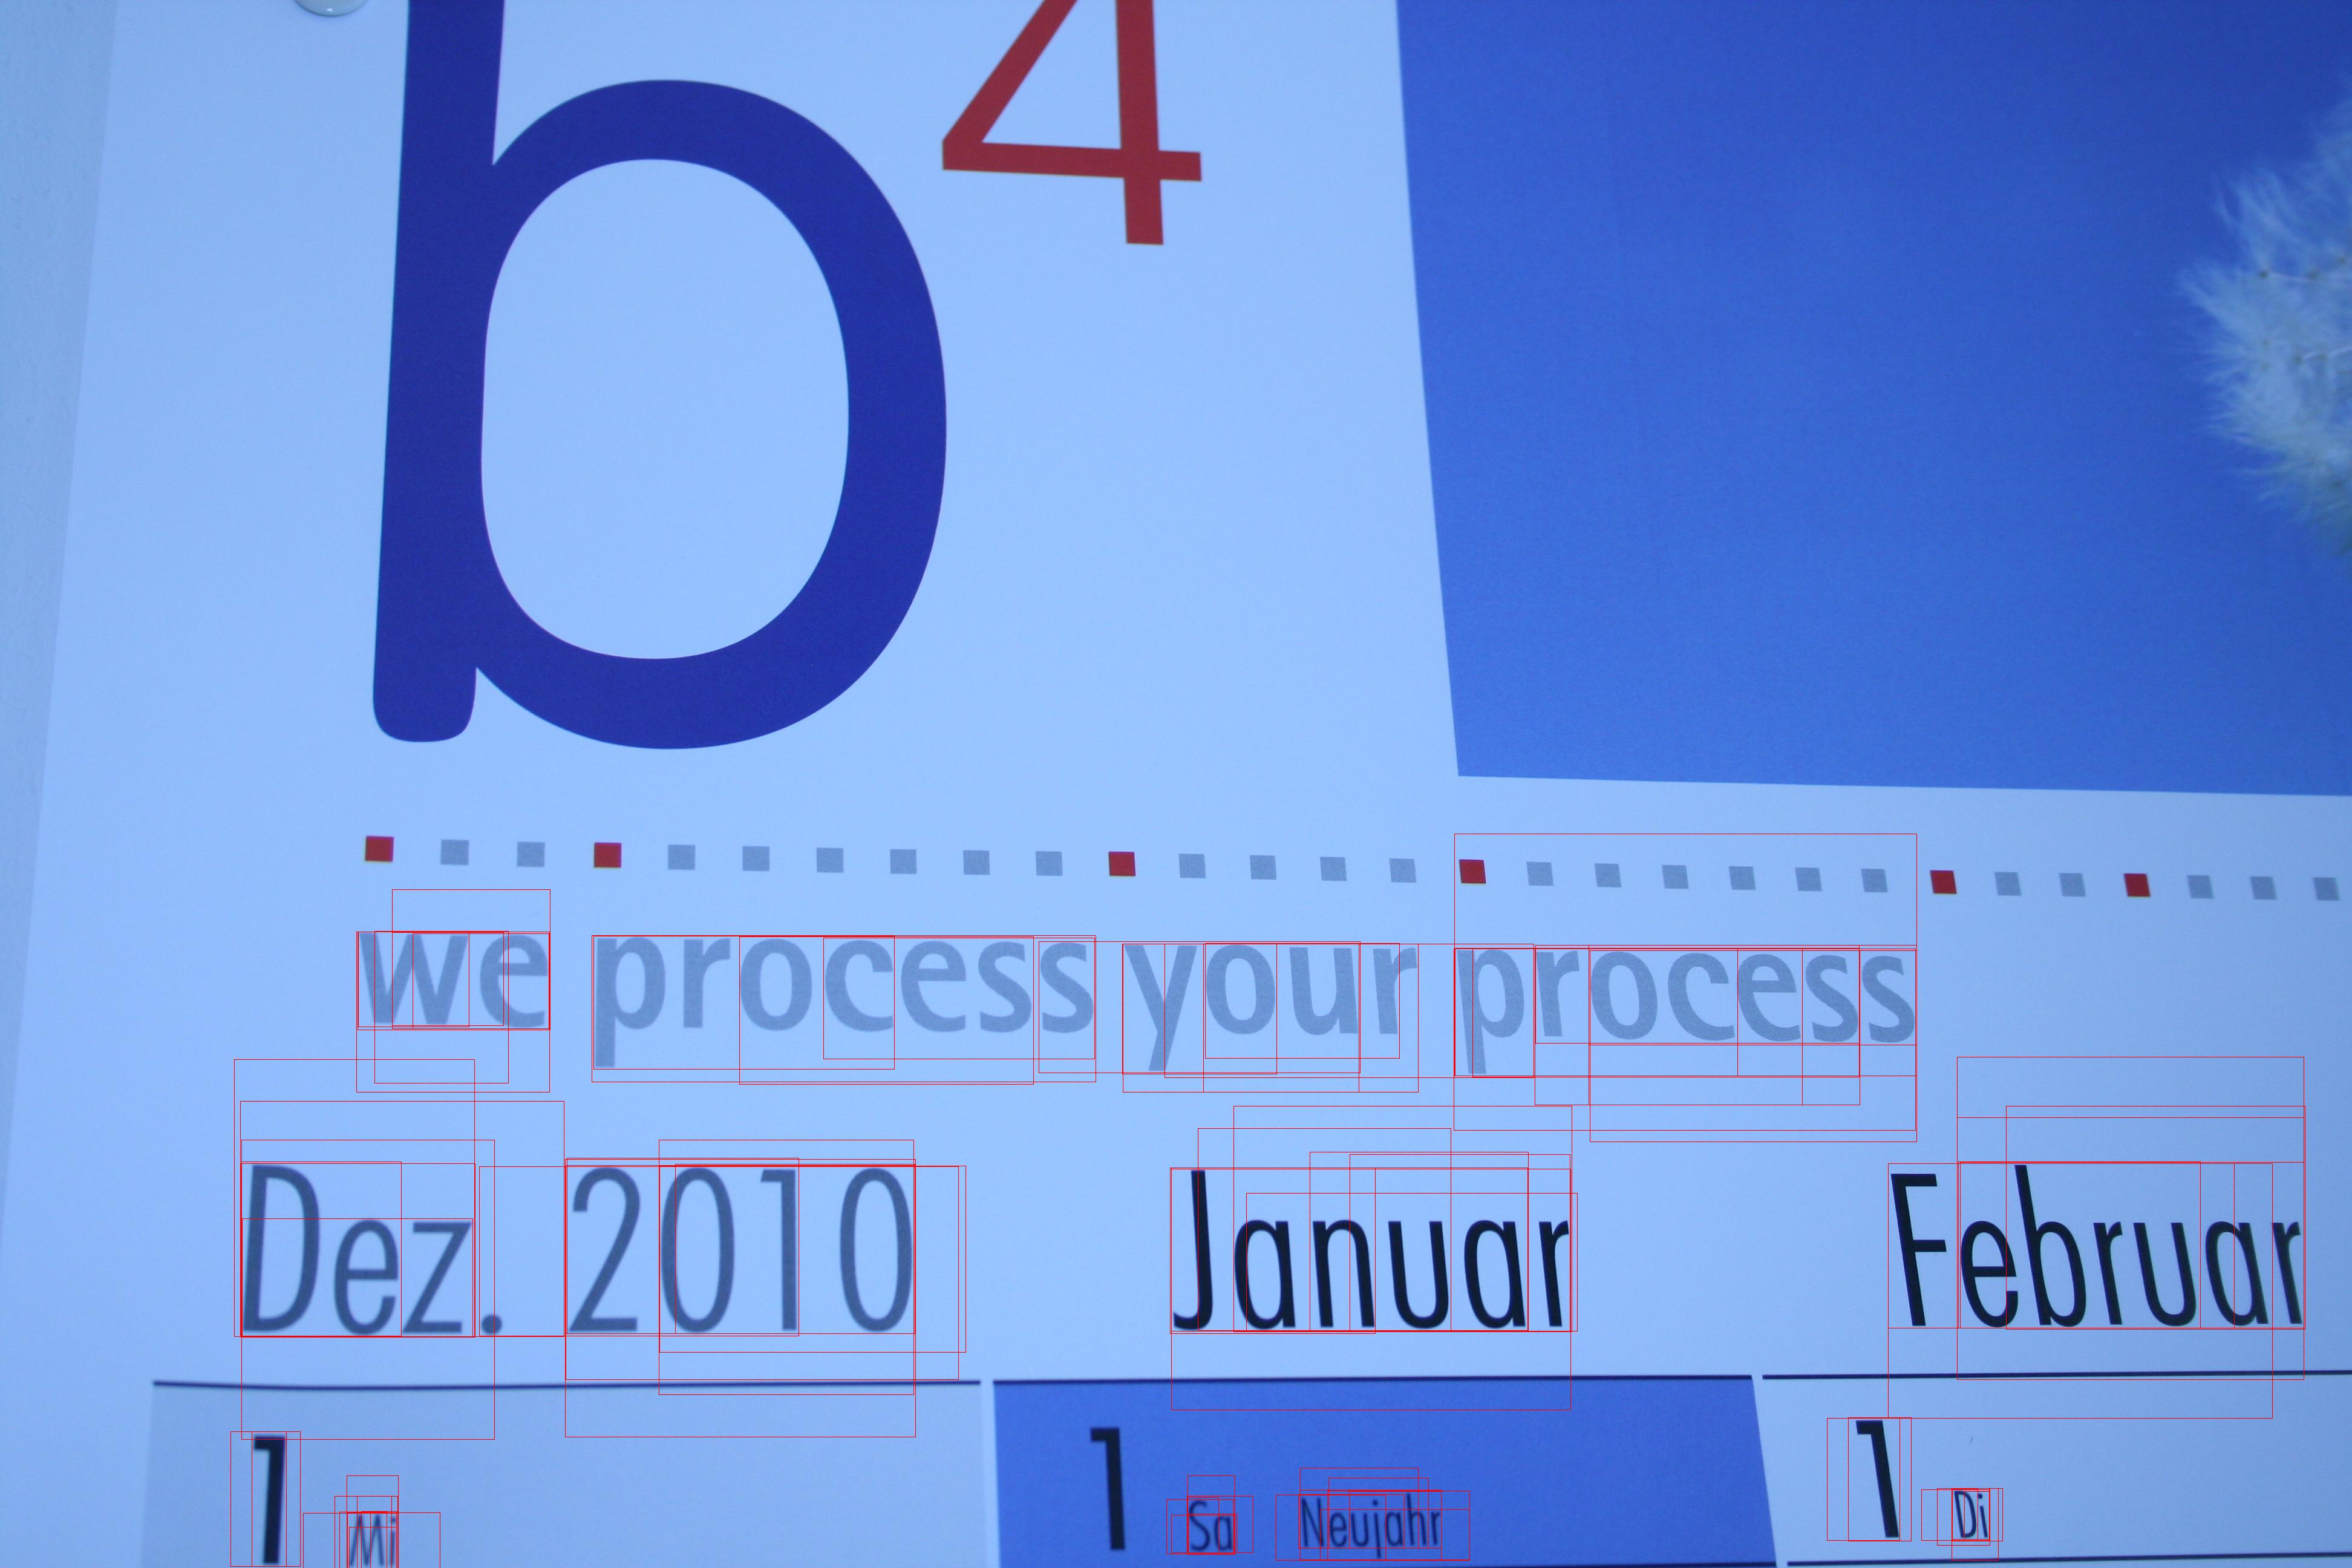 b4
we process your process
Dez. 2010 Januar Februar
1 Mi 1 Sa Neujahr 1 Di